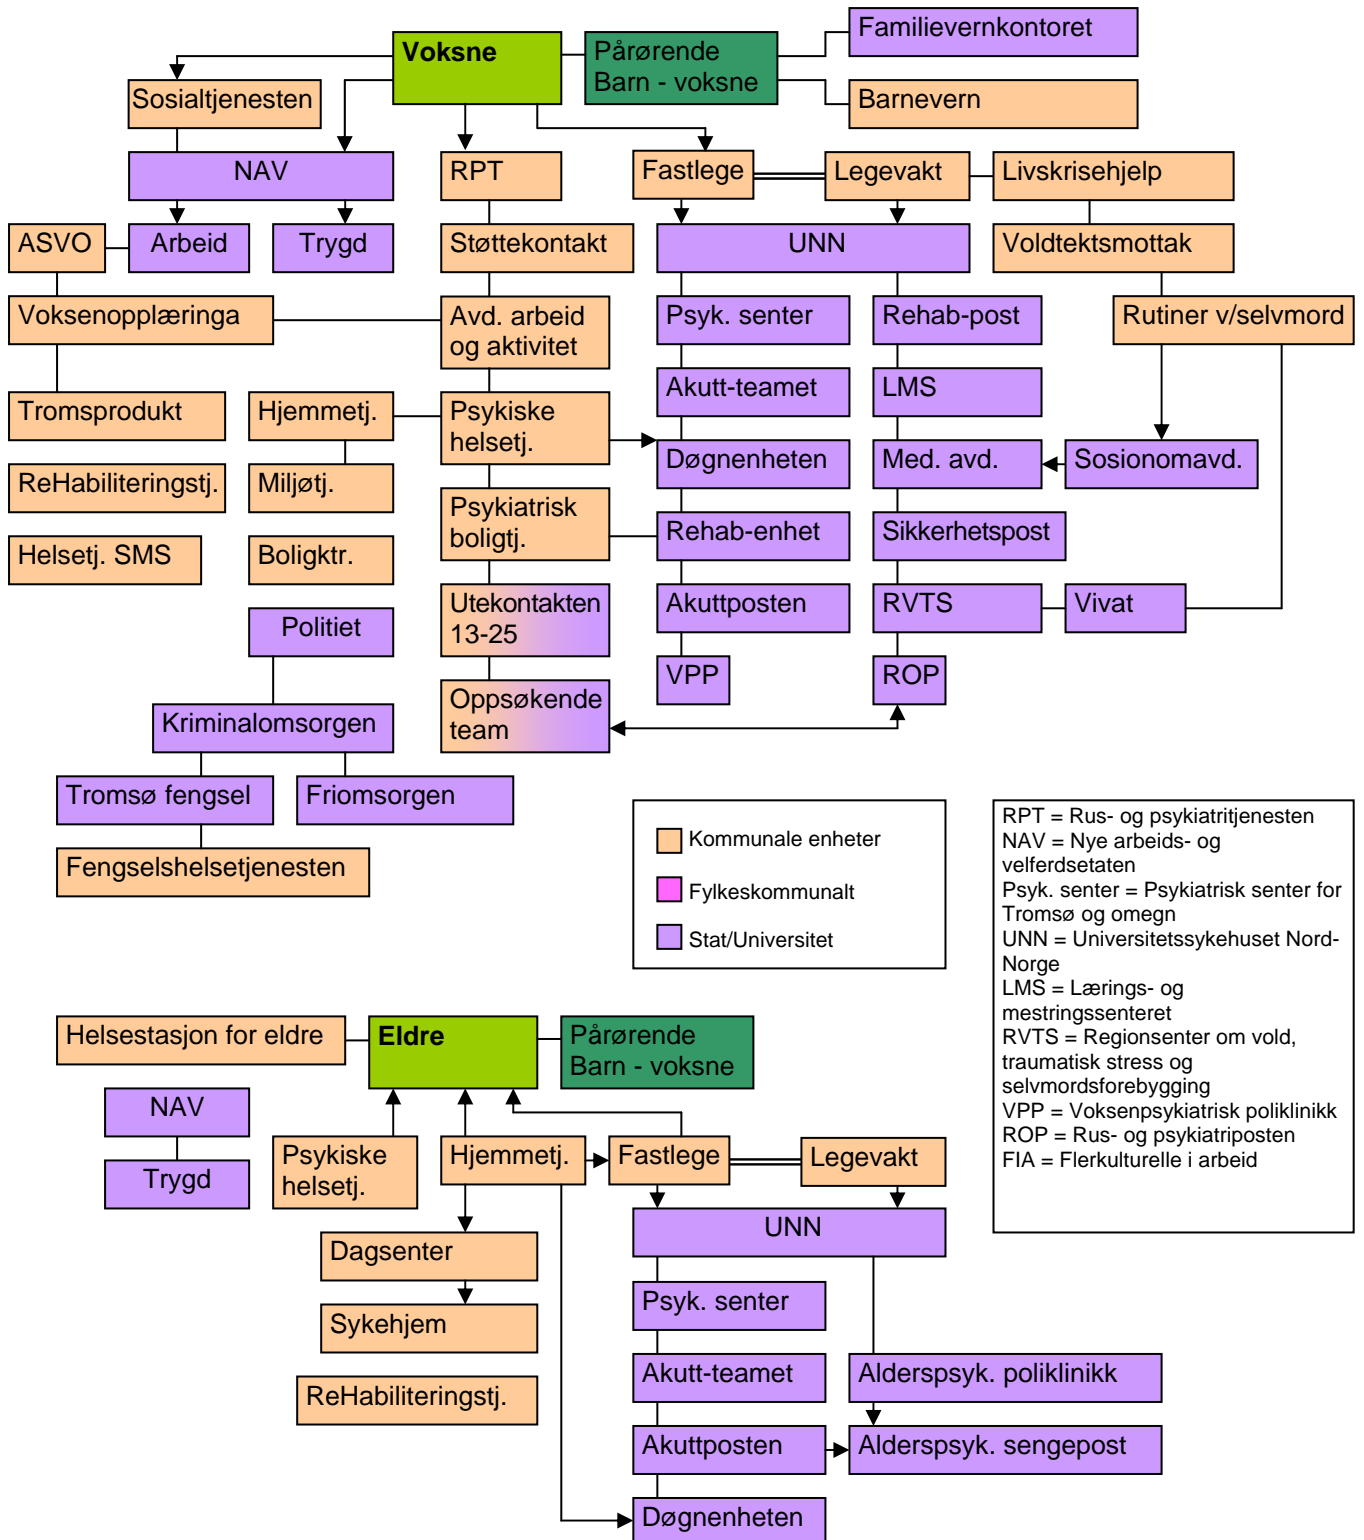 Voksne
Pårørende
Barn - voksne
Familievernkontoret
Barnevern
Sosialtjenesten
NAV
RPT
Fastlege
Legevakt
Livskrisehjelp
ASVO
Arbeid
Trygd
Støttekontakt
UNN
Voldtektsmottak
Voksenopplæringa
Avd. arbeid
og aktivitet
Psyk. senter
Rehab-post
Rutiner v/selvmord
Tromsprodukt
Hjemmetj.
Psykiske
helsetj.
Akutt-teamet
LMS
ReHabiliteringstj.
Miljøtj.
Døgnenheten
Med. avd.
Sosionomavd.
Psykiatrisk
boligtj.
Helsetj. SMS
Boligktr.
Rehab-enhet
Sikkerhetspost
Utekontakten
13-25
Akuttposten
RVTS
Vivat
Politiet
VPP
ROP
Oppsøkende
team
Kriminalomsorgen
Tromsø fengsel
Friomsorgen
Fengselshelsetjenesten
Kommunale enheter
Fylkeskommunalt
Stat/Universitet
RPT = Rus- og psykiatritjenesten
NAV = Nye arbeids- og
velferdsetaten
Psyk. senter = Psykiatrisk senter for
Tromsø og omegn
UNN = Universitetssykehuset Nord-
Norge
LMS = Lærings- og
mestringssenteret
RVTS = Regionsenter om vold,
traumatisk stress og
selvmordsforebygging
VPP = Voksenpsykiatrisk poliklinikk
ROP = Rus- og psykiatriposten
FIA = Flerkulturelle i arbeid
Helsestasjon for eldre
Eldre
Pårørende
Barn - voksne
NAV
Trygd
Psykiske
helsetj.
Hjemmetj.
Fastlege
Legevakt
UNN
Dagsenter
Psyk. senter
Sykehjem
Akutt-teamet
Alderspsyk. poliklinikk
ReHabiliteringstj.
Akuttposten
Alderspsyk. sengepost
Døgnenheten